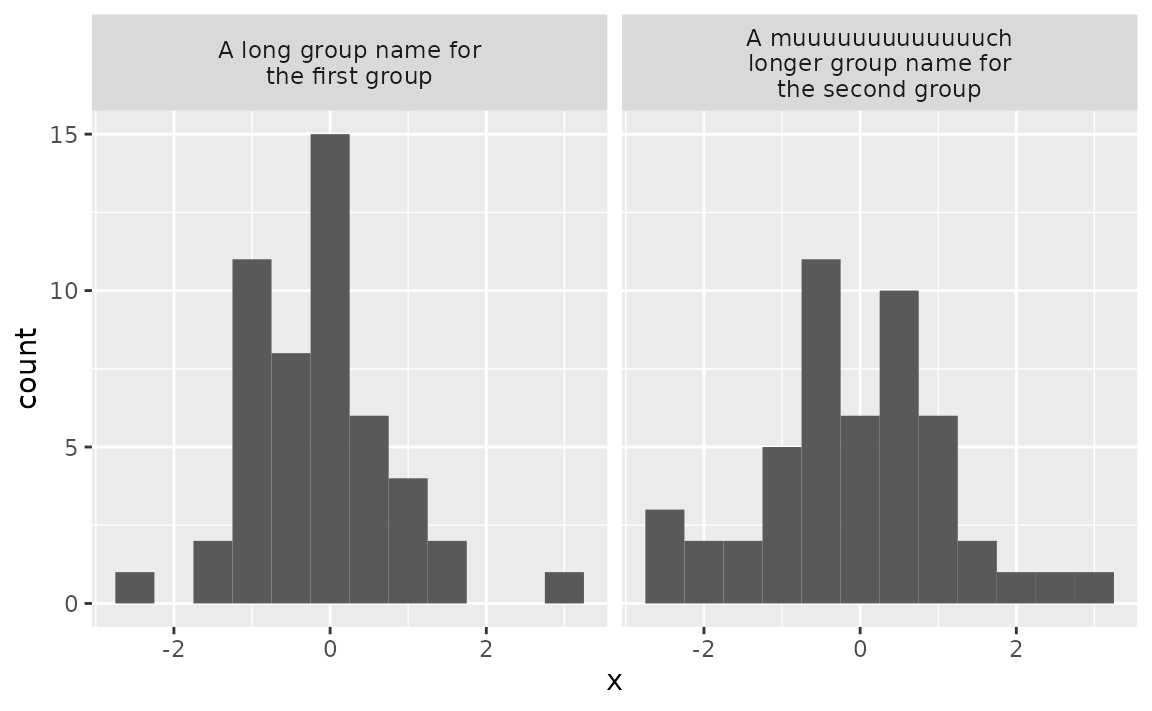 A long group name for
the first group
A muuuuuuuuuuuuuch
longer group name for
the second group
15
10
5
0
count
-2
0
2
-2
0
2
x